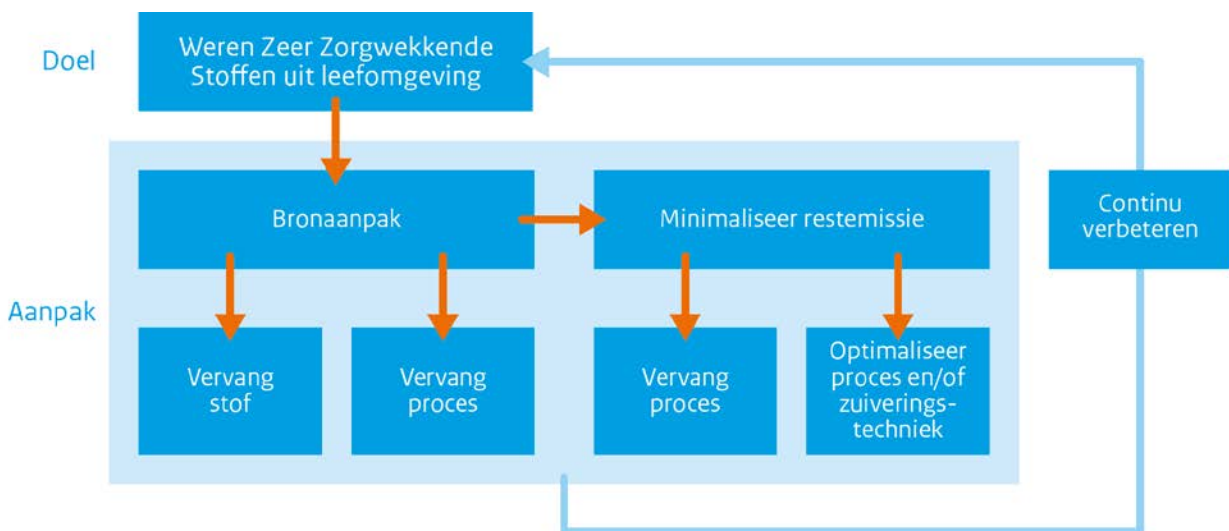 Doel
Weren Zeer Zorgwekkende
Stoffen uit leefomgeving
Bronaanpak
Minimaliseer restemissie
Continu
verbeteren
Aanpak
Vervang
stof
Vervang
proces
Vervang
proces
Optimaliseer
proces en/of
zuiverings-
techniek